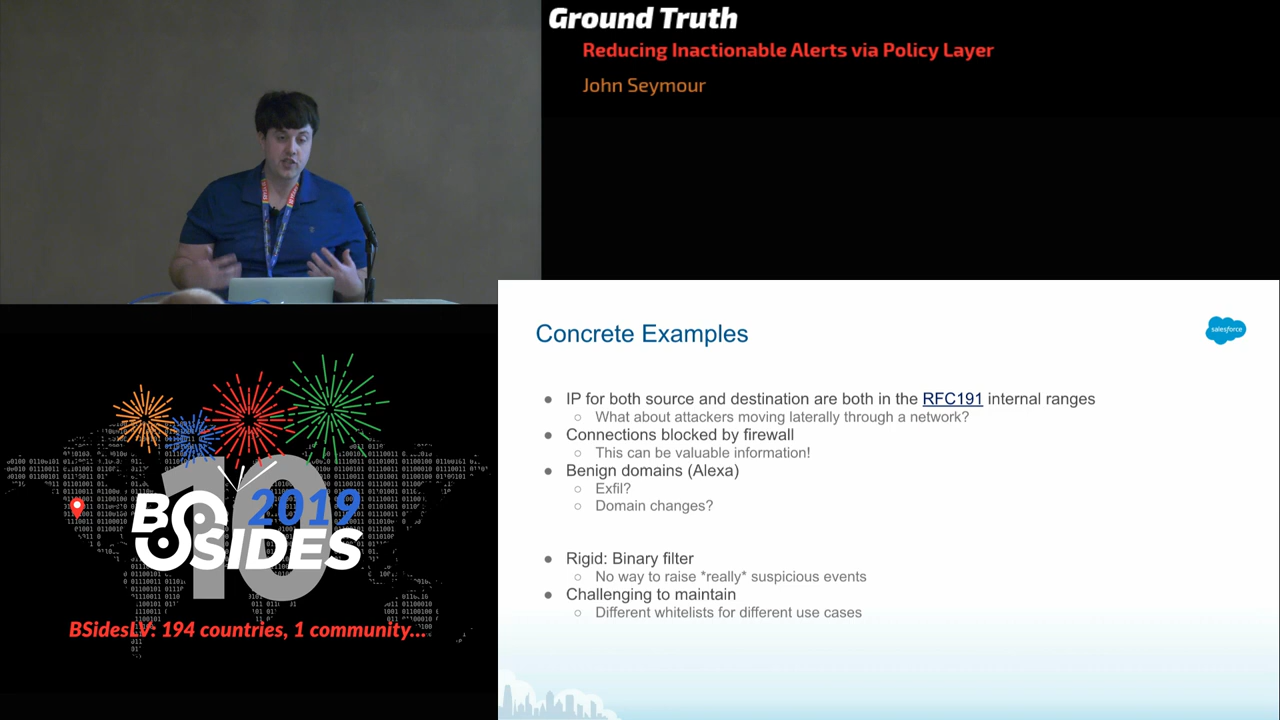 Ground Truth
Reducing Inactionable Alerts via Policy Layer
John Seymour
Concrete Examples
salesforce
IP for both source and destination are both in the RFC191 internal ranges
What about attackers moving laterally through a network?
Connections blocked by firewall
This can be valuable information!
Benign domains (Alexa)
Exfil?
Domain changes?
Rigid: Binary filter
No way to raise *really* suspicious events
Challenging to maintain
Different whitelists for different use cases
10
2019
BSIDES
BSidesLV: 194 countries, 1 community...